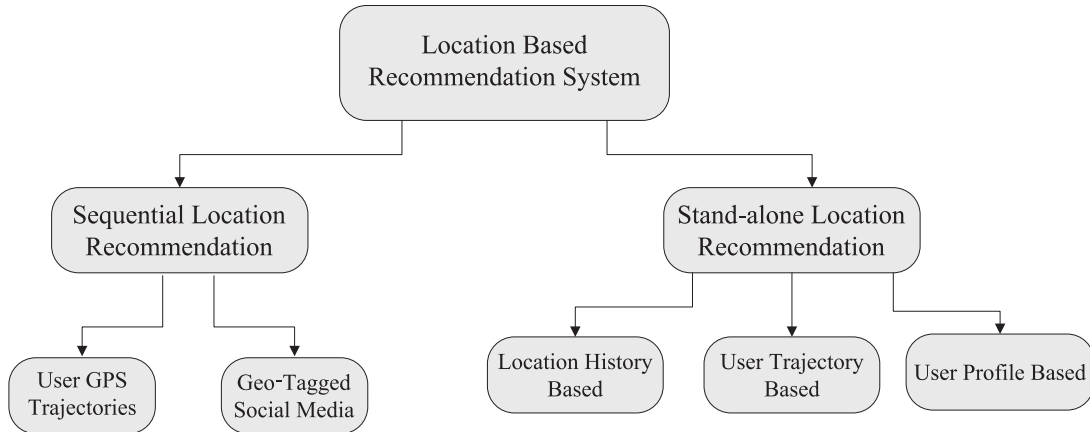 Location Based
Recommendation System
Sequential Location
Recommendation
Stand-alone Location
Recommendation
User GPS
Trajectories
Geo-Tagged
Social Media
Location History
Based
User Trajectory
Based
User Profile Based